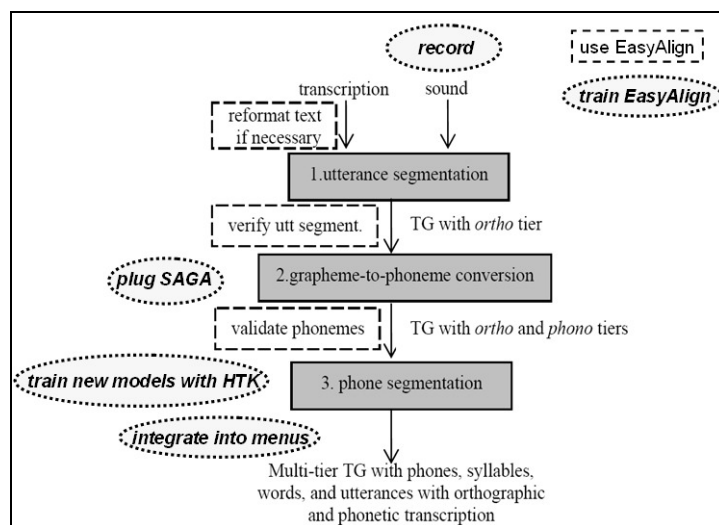 record
use EasyAlign
train EasyAlign
transcription
sound
reformat text
if necessary
1.utterance segmentation
verify utt segment.
TG with ortho tier
plug SAGA
2.grapheme-to-phoneme conversion
validate phonemes
TG with ortho and phono tiers
train new models with HTK
3. phone segmentation
integrate into menus
Multi-tier TG with phones, syllables,
words, and utterances with orthographic
and phonetic transcription